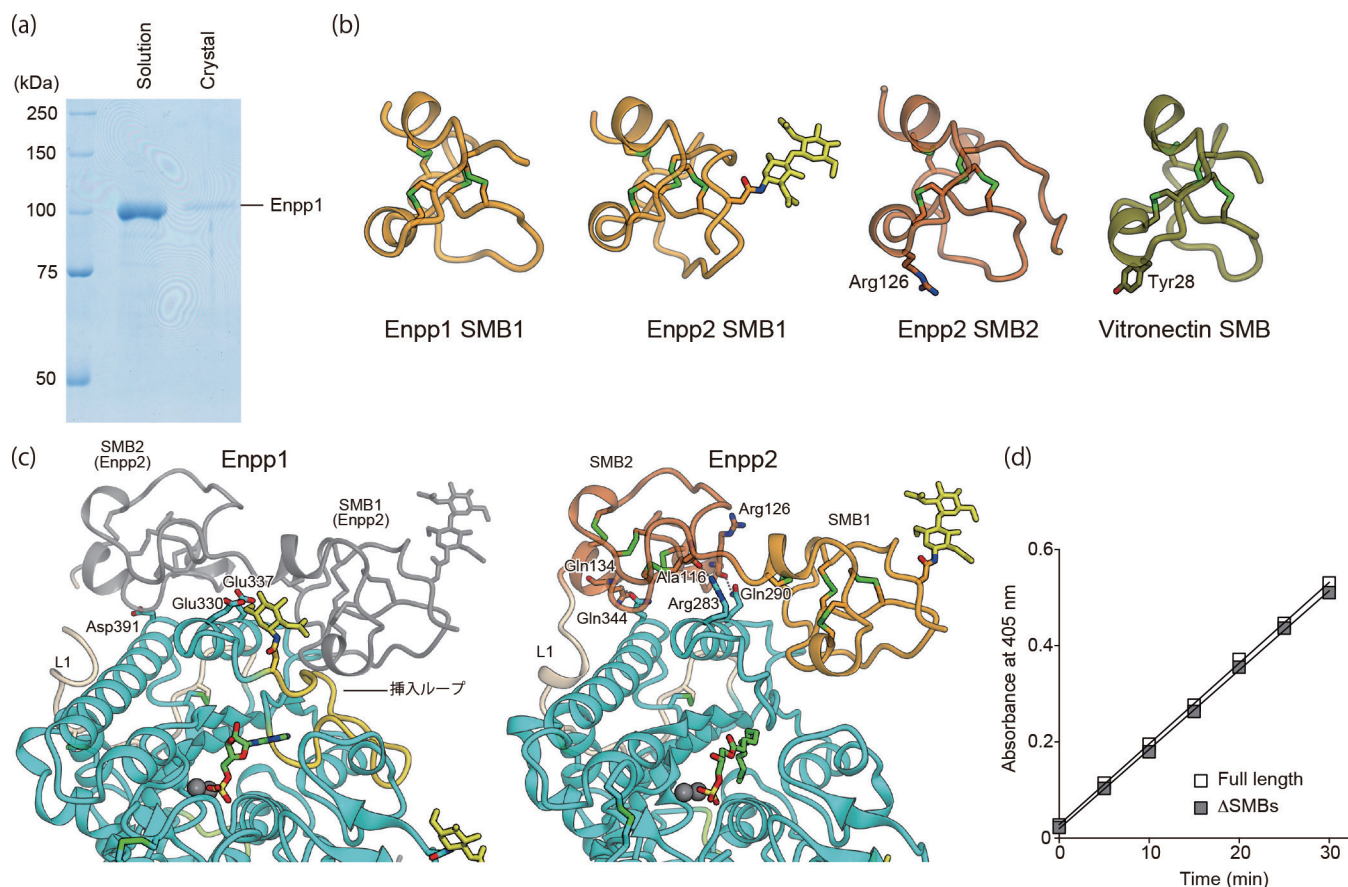 (a)
(kDa)
Solution
Crystal
250
150
100
75
50
Enpp1
(b)
Arg126
Tyr28
Enpp1 SMB1
Enpp2 SMB1
Enpp2 SMB2
Vitronectin SMB
(c)
Enpp1
SMB2
(Enpp2)
SMB1
(Enpp2)
Glu337
Glu330
Asp391
L1
挿入ループ
Enpp2
SMB2
Arg126
SMB1
Gln134
Ala116
Gln290
Arg283
Gln344
L1
(d)
Absorbance at 405 nm
0.6
0.4
0.2
0
Full length
ΔSMBs
0
10
20
30
Time (min)